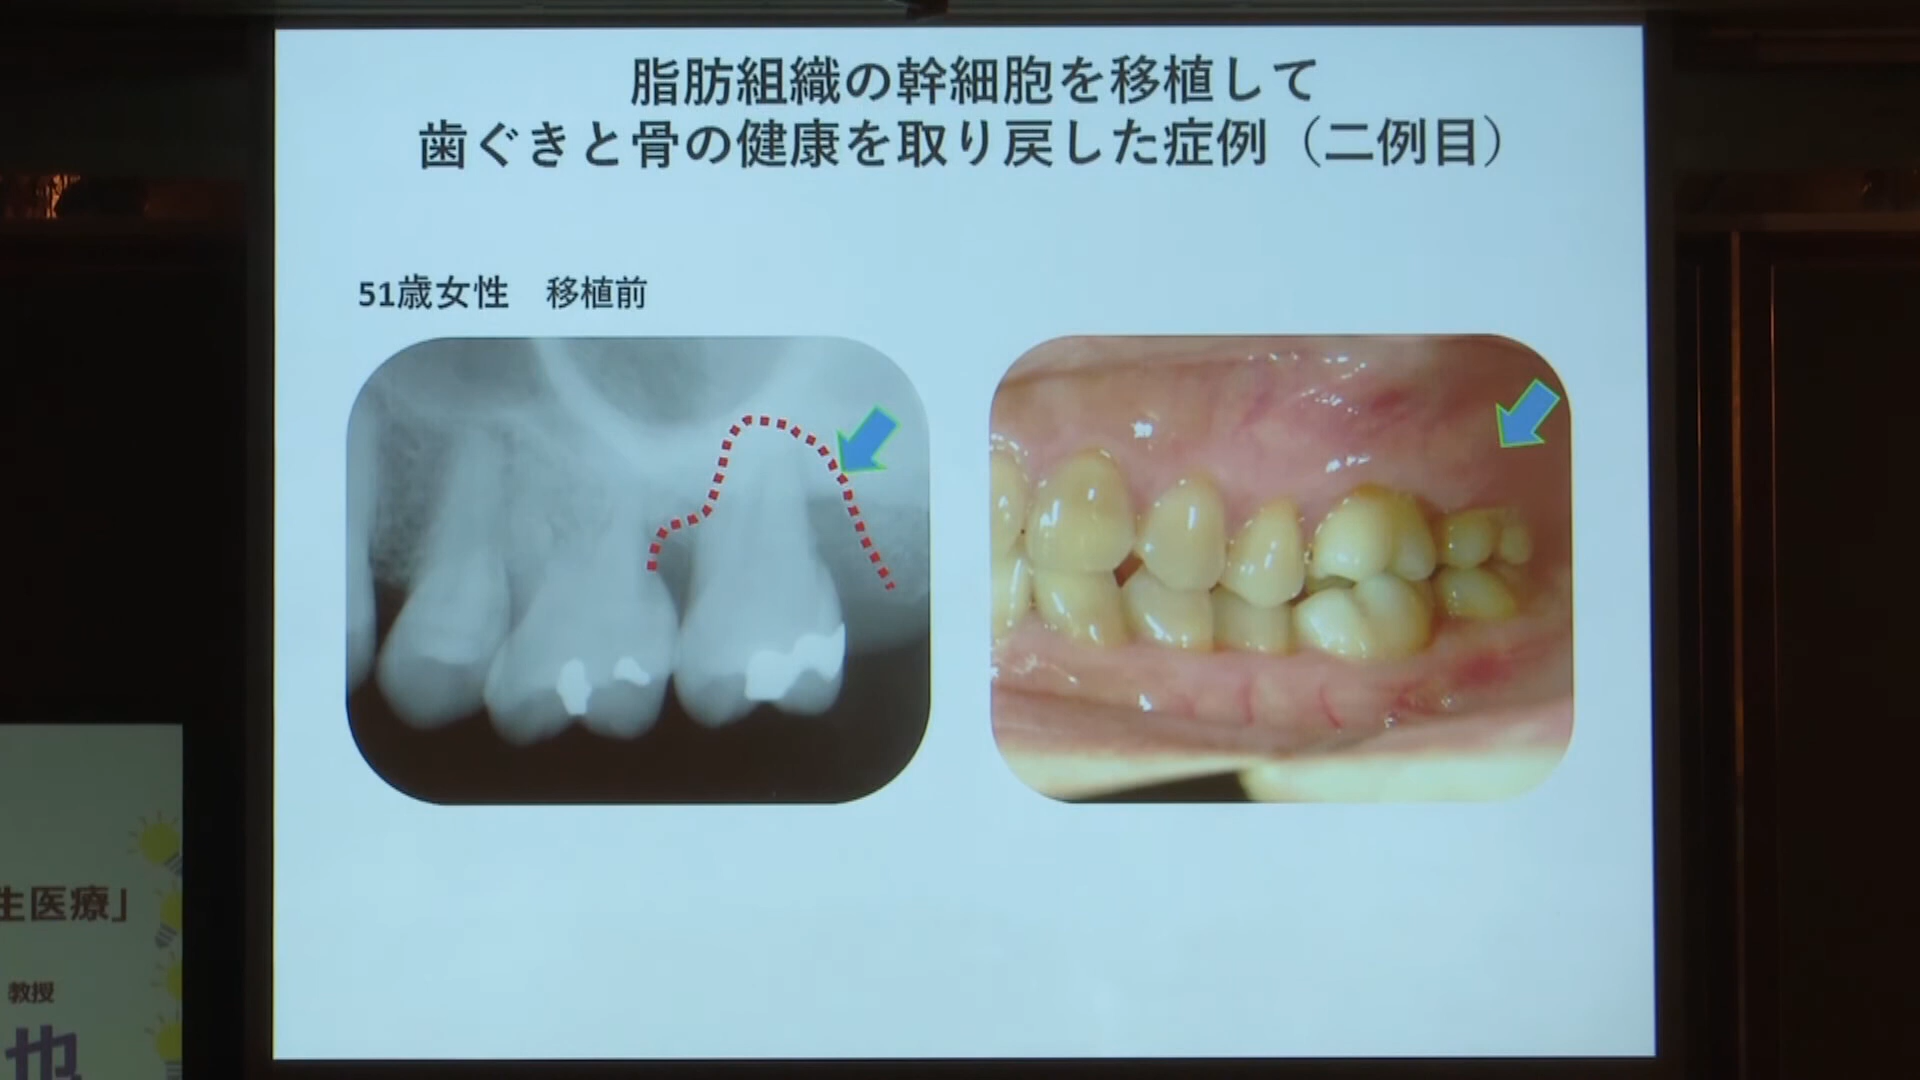 脂肪組織の幹細胞を移植して
歯ぐきと骨の健康を取り戻した症例（二例目）
51歳女性　移植前
生医療」
教授
也